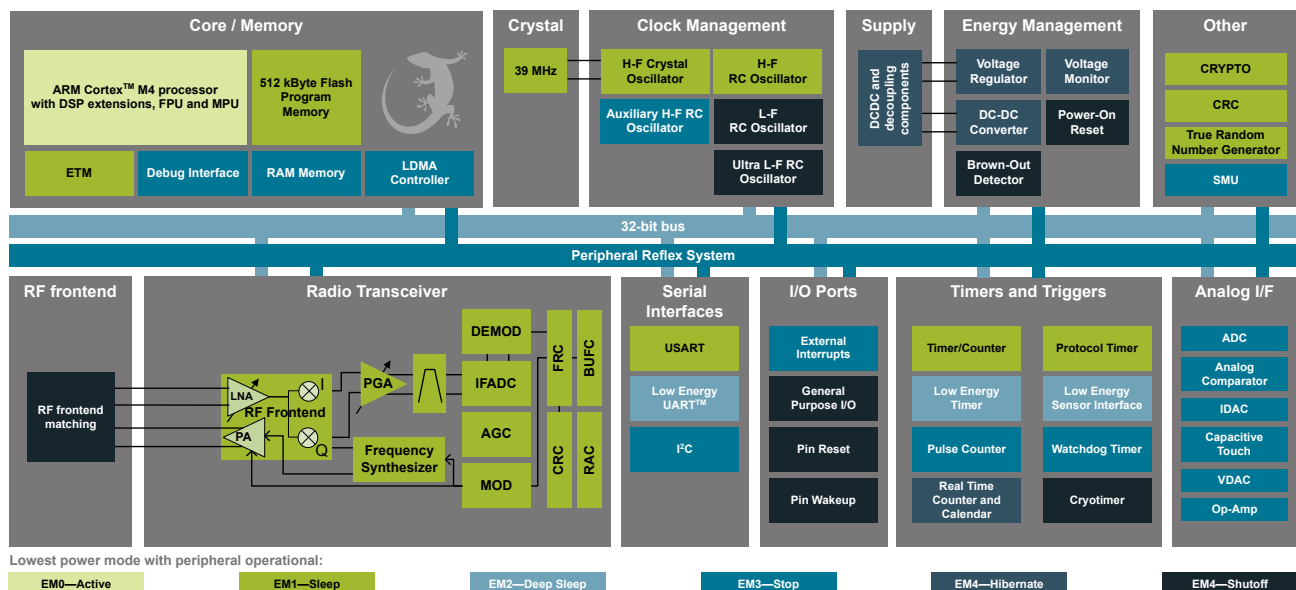 Core / Memory
ARM Cortex™ M4 processor
with DSP extensions, FPU and MPU
512 kByte Flash
Program
Memory
ETM
Debug Interface
RAM Memory
LDMA
Controller
Crystal
39 MHz
Clock Management
H-F Crystal
Oscillator
H-F
RC Oscillator
Auxiliary H-F RC
Oscillator
L-F
RC Oscillator
Ultra L-F RC
Oscillator
Supply
DCDC and
decoupling
components
Energy Management
Voltage
Regulator
Voltage
Monitor
DC-DC
Converter
Power-On
Reset
Brown-Out
Detector
Other
CRYPTO
CRC
True Random
Number Generator
SMU
32-bit bus
Peripheral Reflex System
RF frontend
RF frontend
matching
Radio Transceiver
LNA
RF Frontend
PA
I
Q
PGA
Frequency
Synthesizer
DEMOD
IFADC
AGC
MOD
FRC
BUFC
CRC
RAC
Serial
Interfaces
USART
Low Energy
UART™
I²C
I/O Ports
External
Interrupts
General
Purpose I/O
Pin Reset
Pin Wakeup
Timers and Triggers
Timer/Counter
Protocol Timer
Low Energy
Timer
Low Energy
Sensor Interface
Pulse Counter
Watchdog Timer
Real Time
Counter and
Calendar
Cryotimer
Analog I/F
ADC
Analog
Comparator
IDAC
Capacitive
Touch
VDAC
Op-Amp
Lowest power mode with peripheral operational:
EM0—Active
EM1—Sleep
EM2—Deep Sleep
EM3—Stop
EM4—Hibernate
EM4—Shutoff